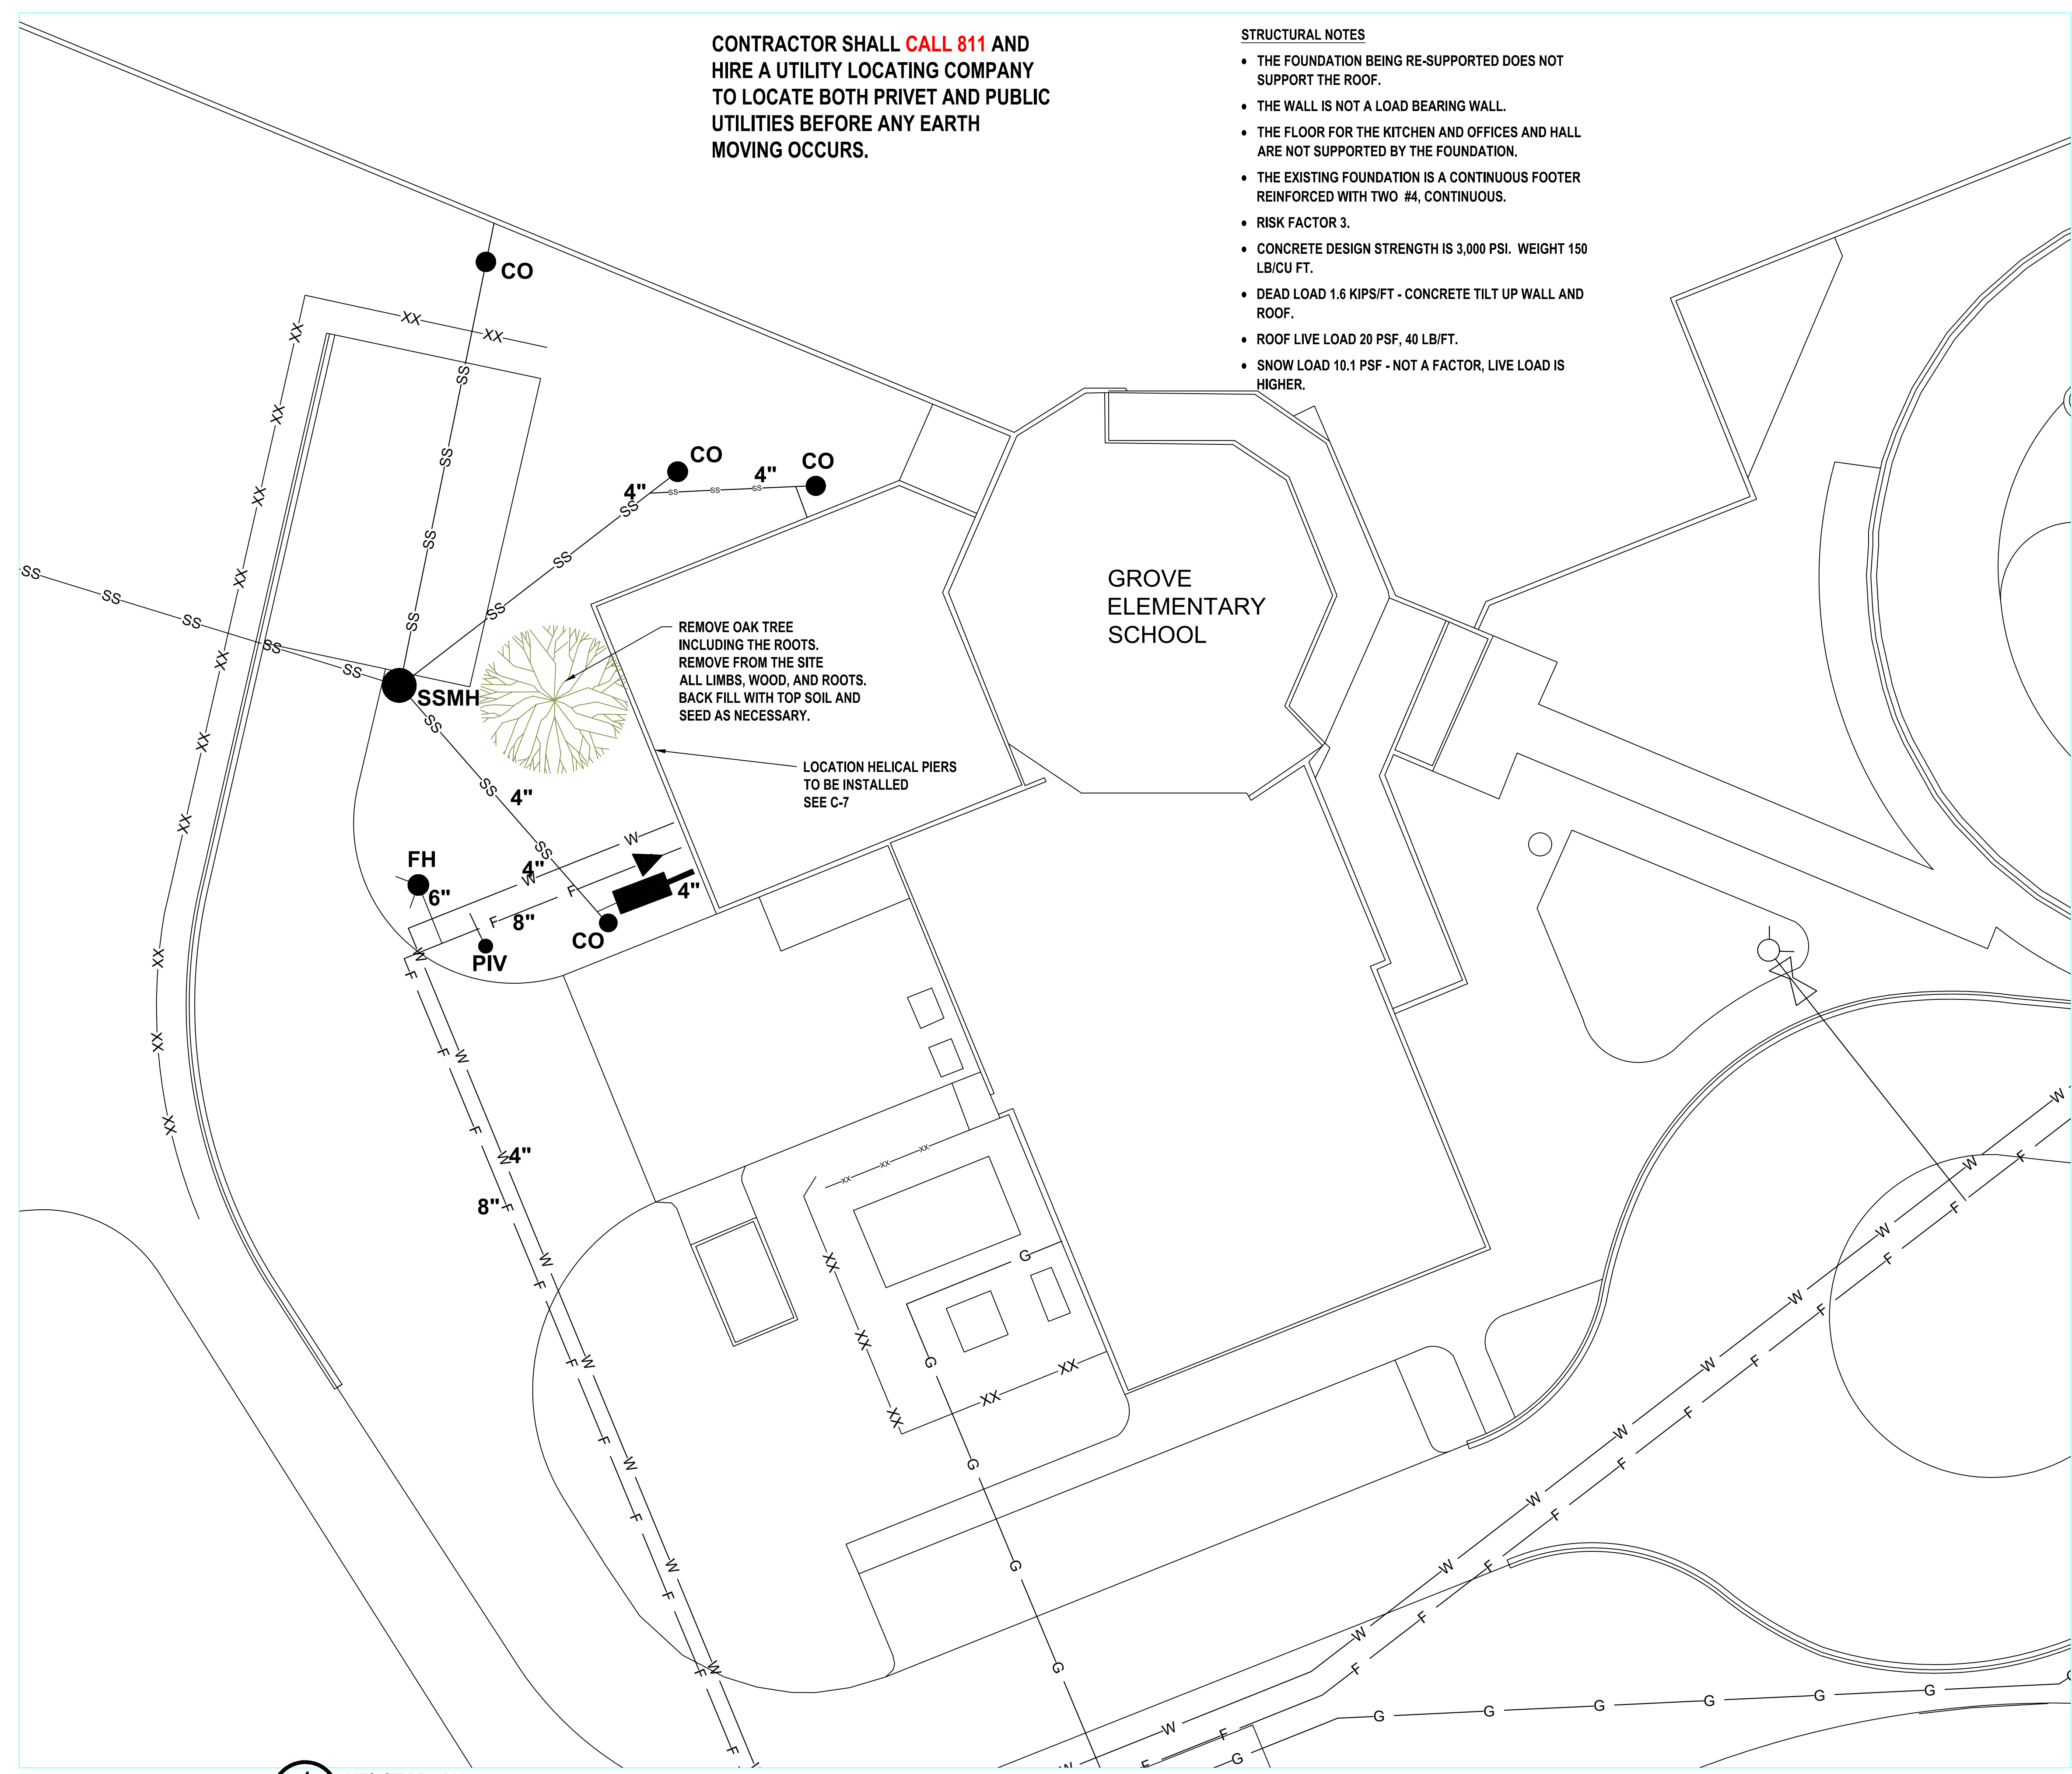 CONTRACTOR SHALL CALL 811 AND
HIRE A UTILITY LOCATING COMPANY
TO LOCATE BOTH PRIVET AND PUBLIC
UTILITIES BEFORE ANY EARTH
MOVING OCCURS.
STRUCTURAL NOTES
• THE FOUNDATION BEING RE-SUPPORTED DOES NOT
SUPPORT THE ROOF.
• THE WALL IS NOT A LOAD BEARING WALL.
• THE FLOOR FOR THE KITCHEN AND OFFICES AND HALL
ARE NOT SUPPORTED BY THE FOUNDATION.
• THE EXISTING FOUNDATION IS A CONTINUOUS FOOTER
REINFORCED WITH TWO #4, CONTINUOUS.
• RISK FACTOR 3.
• CONCRETE DESIGN STRENGTH IS 3,000 PSI. WEIGHT 150
LB/CU FT.
• DEAD LOAD 1.6 KIPS/FT - CONCRETE TILT UP WALL AND
ROOF.
• ROOF LIVE LOAD 20 PSF, 40 LB/FT.
• SNOW LOAD 10.1 PSF - NOT A FACTOR, LIVE LOAD IS
HIGHER.
CO
CO
CO
4"
4"
GROVE
ELEMENTARY
SCHOOL
REMOVE OAK TREE
INCLUDING THE ROOTS.
REMOVE FROM THE SITE
ALL LIMBS, WOOD, AND ROOTS.
BACK FILL WITH TOP SOIL AND
SEED AS NECESSARY.
SSMH
LOCATION HELICAL PIERS
TO BE INSTALLED
SEE C-7
4"
FH
4"
6"
4"
8"
CO
PIV
4"
8"
XX
XX
SS
SS
SS
SS
W
W
F
F
G
G